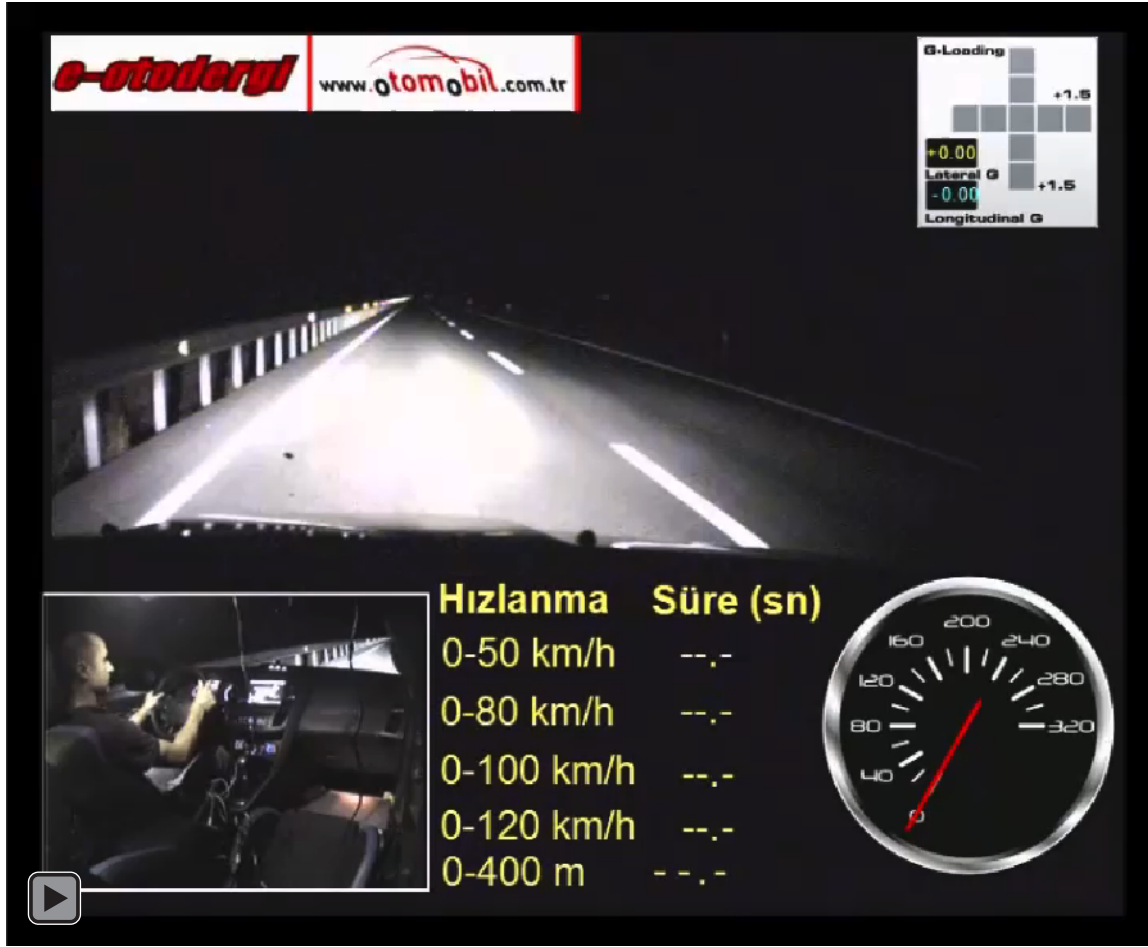 e-otodergi
www.otomobil.com.tr
G-Loading
+1.5
+0.00
Lateral G
+1.5
-0.00
Longitudinal G
Hızlanma Süre (sn)
0-50 km/h --.-
0-80 km/h --.-
0-100 km/h --.-
0-120 km/h --.-
0-400 m --.-
200
160 240
120 280
80 320
40
0